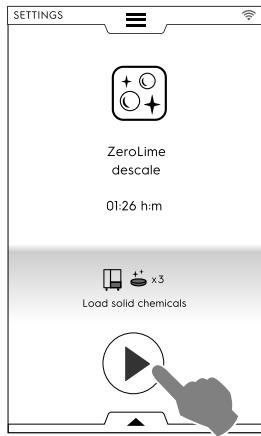 SETTINGS
ZeroLime
descale
01:26 h:m
x3
Load solid chemicals